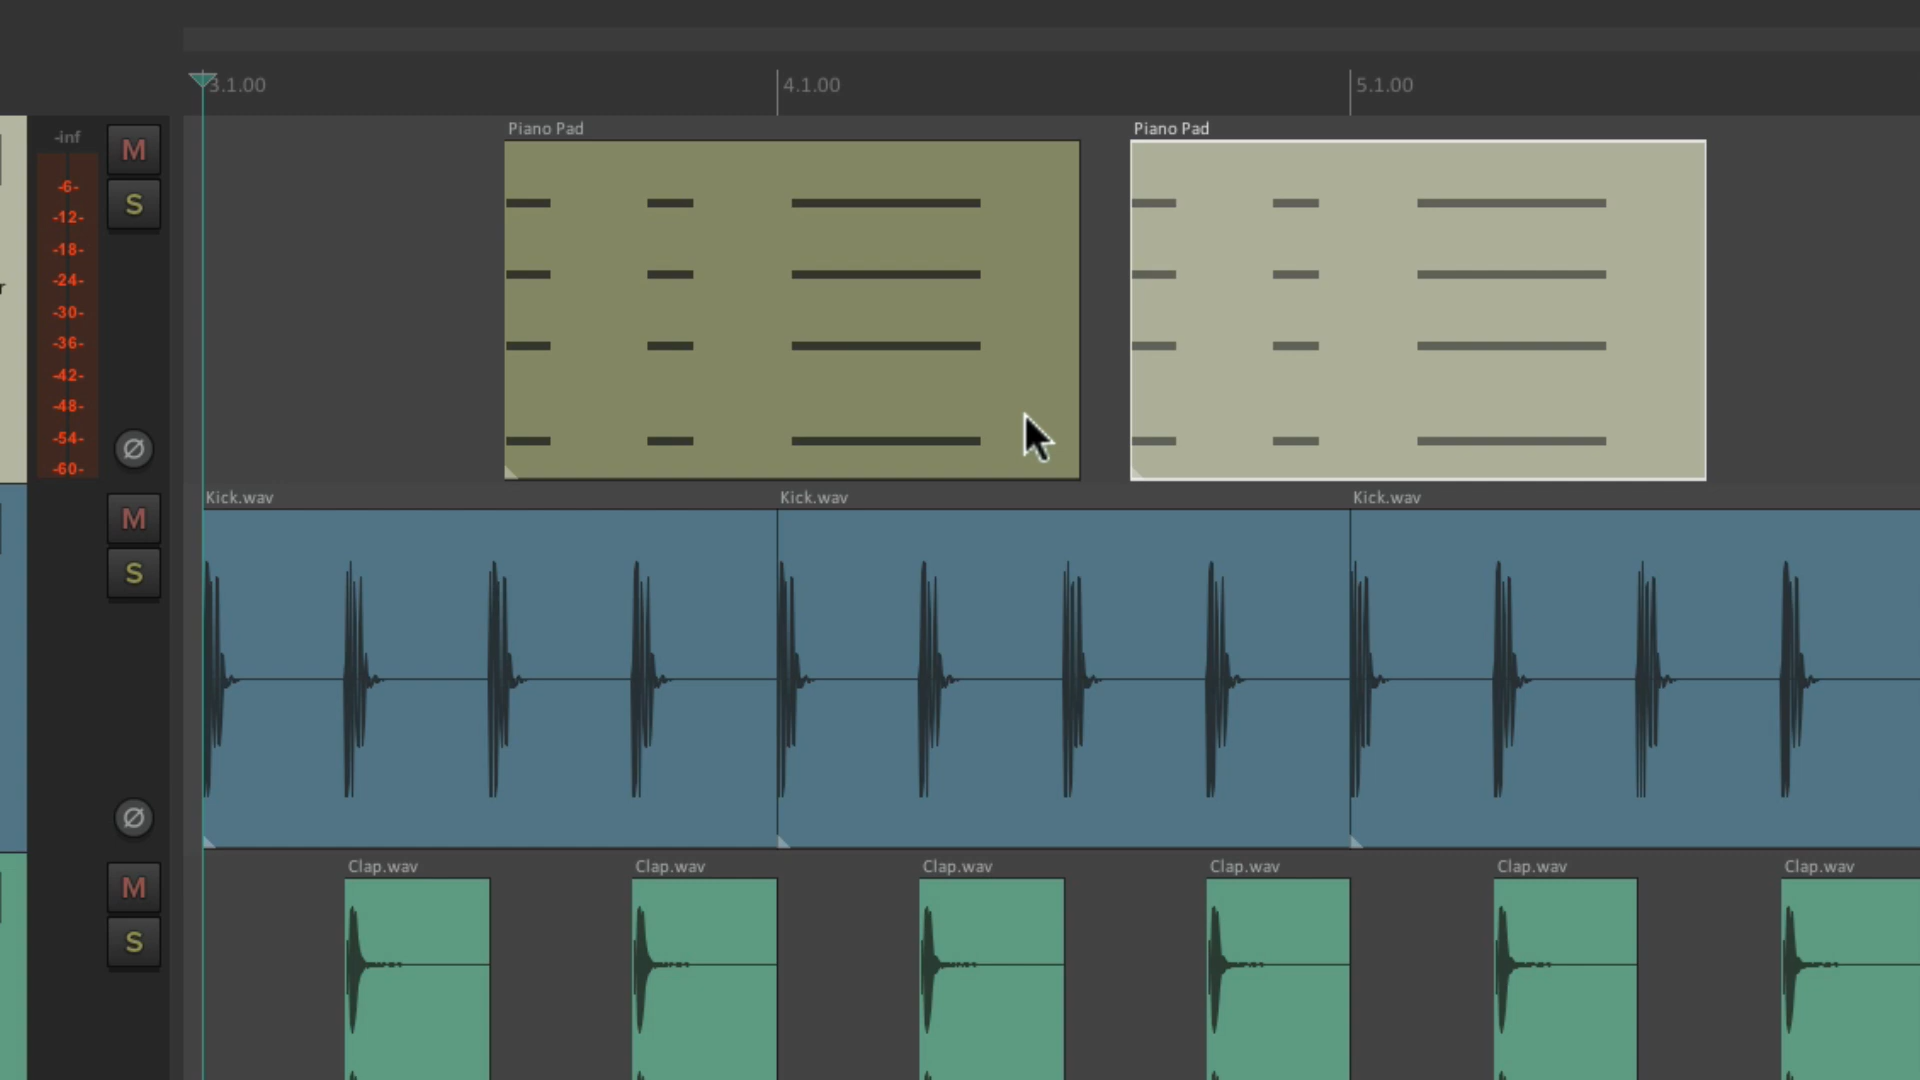 3.1.00
4.1.00
5.1.00
Piano Pad
Piano Pad
-inf
-6-
-12-
-18-
-24-
-30-
-36-
-42-
-48-
-54-
-60-
M
S
r
Ø
Kick.wav
Kick.wav
Kick.wav
M
S
Ø
Clap.wav
Clap.wav
Clap.wav
Clap.wav
Clap.wav
Clap.wav
M
S